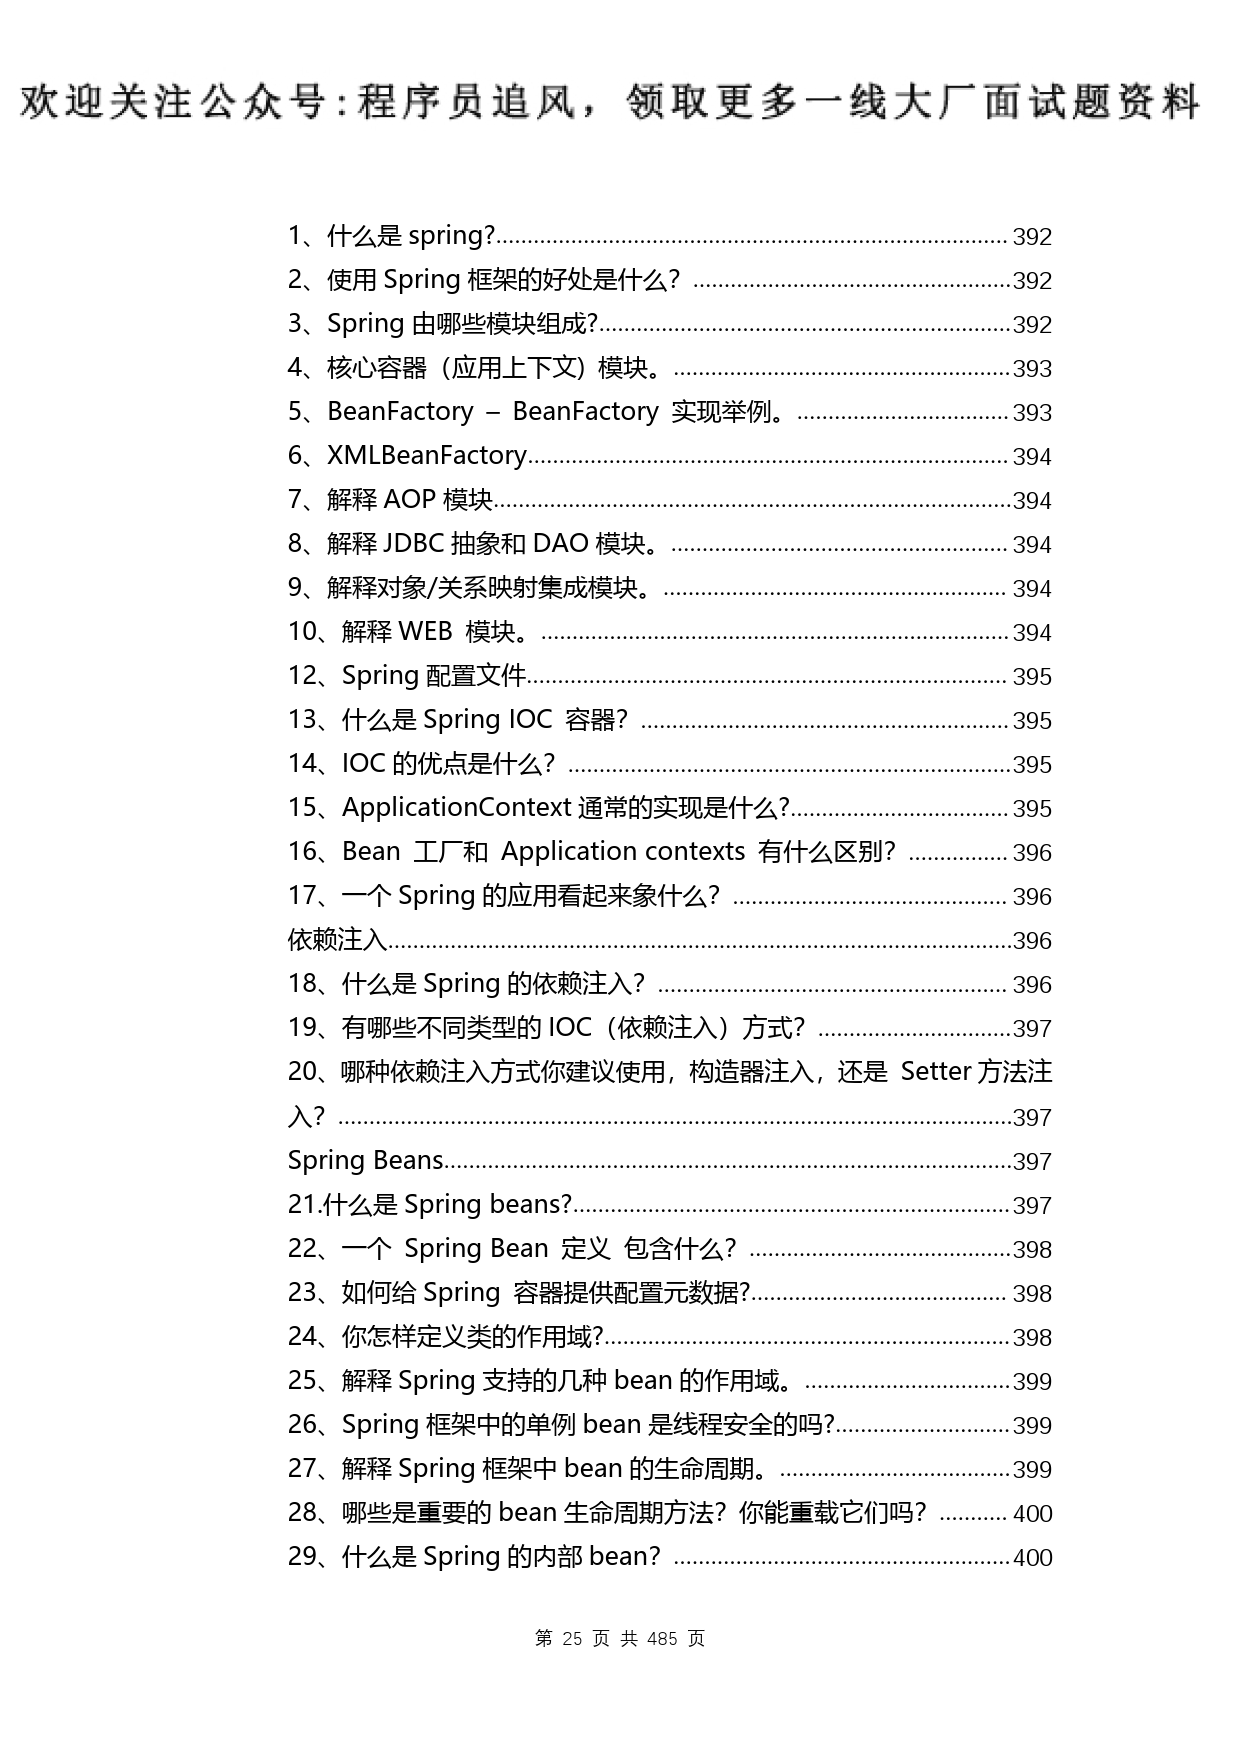 欢迎关注公众号:程序员追风，领取更多一线大厂面试题资料
1、什么是 spring?........................................ 392
2、使用 Spring 框架的好处是什么？........................................392
3、Spring 由哪些模块组成?........................................392
4、核心容器（应用上下文) 模块。........................................393
5、BeanFactory – BeanFactory 实现举例。........................................393
6、XMLBeanFactory........................................394
7、解释 AOP 模块........................................394
8、解释 JDBC 抽象和 DAO 模块。........................................394
9、解释对象/关系映射集成模块。........................................394
10、解释 WEB 模块。........................................394
12、Spring 配置文件........................................395
13、什么是 Spring IOC 容器？........................................395
14、IOC 的优点是什么？........................................395
15、ApplicationContext 通常的实现是什么?........................................395
16、Bean 工厂和 Application contexts 有什么区别？................396
17、一个 Spring 的应用看起来象什么？........................................396
依赖注入........................................396
18、什么是 Spring 的依赖注入？........................................396
19、有哪些不同类型的 IOC（依赖注入）方式？...............................397
20、哪种依赖注入方式你建议使用，构造器注入，还是 Setter 方法注
入？........................................397
Spring Beans........................................397
21.什么是 Spring beans?........................................397
22、一个 Spring Bean 定义 包含什么？........................................398
23、如何给 Spring 容器提供配置元数据?........................................398
24、你怎样定义类的作用域?........................................398
25、解释 Spring 支持的几种 bean 的作用域。.................................399
26、Spring 框架中的单例 bean 是线程安全的吗?............................399
27、解释 Spring 框架中 bean 的生命周期。.....................................399
28、哪些是重要的 bean 生命周期方法？你能重载它们吗？...........400
29、什么是 Spring 的内部 bean？........................................400
第 25 页 共 485 页